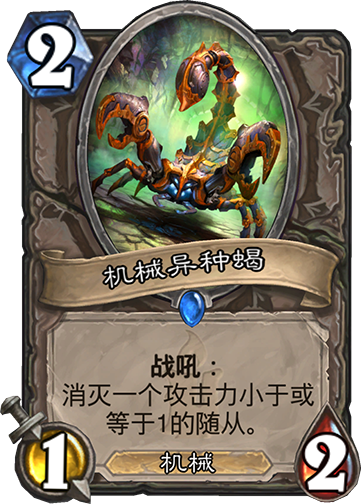 2
机械异种蝎
战吼：
消灭一个攻击力小于或
等于1的随从。
1
机械
2